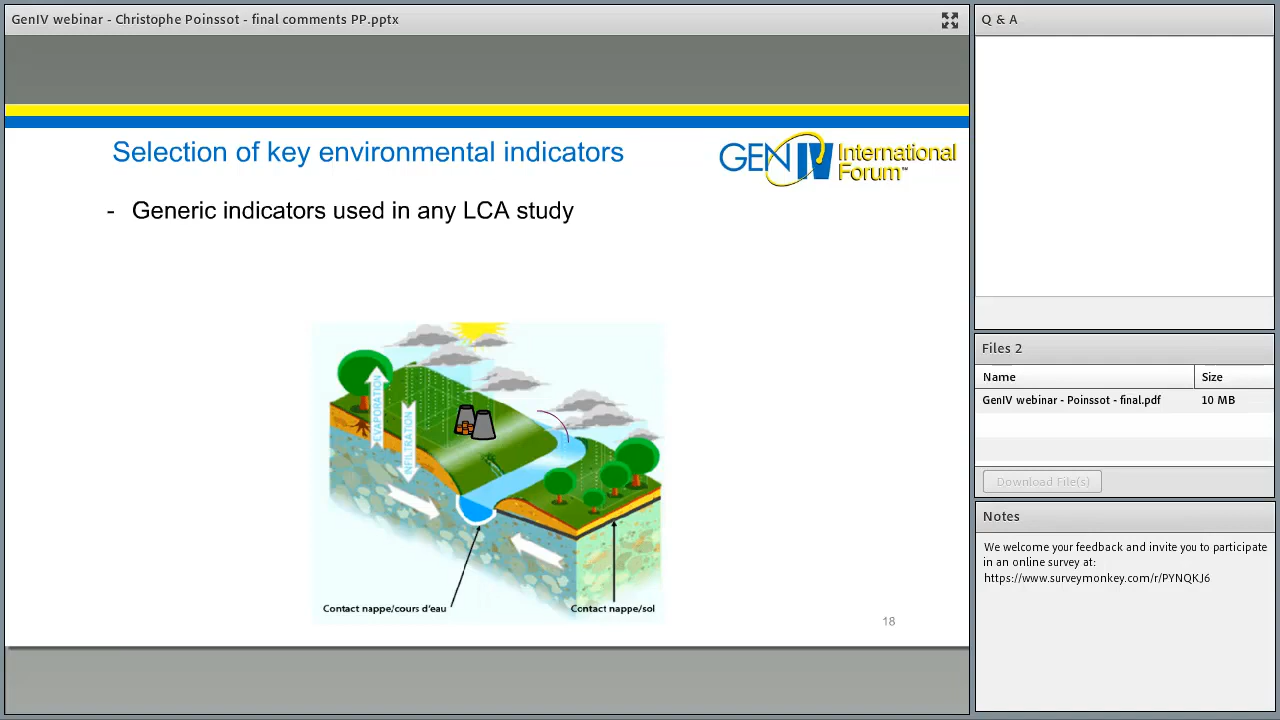 GenIV webinar - Christophe Poinssot - final comments PP.pptx
Selection of key environmental indicators
GEN IV International
Forum™
- Generic indicators used in any LCA study
EVAPORATION
INFILTRATION
Contact nappe/cours d'eau
Contact nappe/sol
18
Q & A
Files 2
Name Size
GenIV webinar - Poinssot - final.pdf 10 MB
Download File(s)
Notes
We welcome your feedback and invite you to participate
in an online survey at:
https://www.surveymonkey.com/r/PYNQKJ6